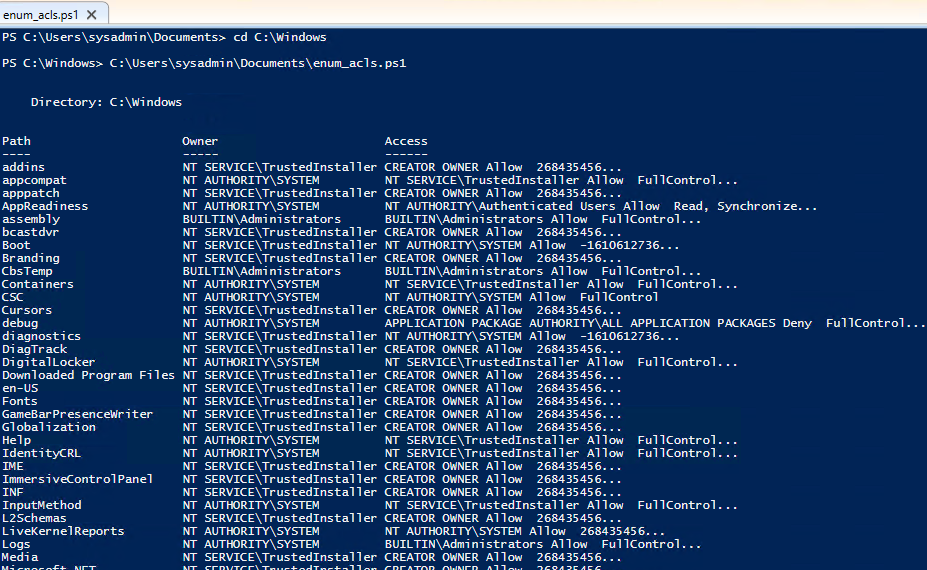 enum_acls.ps1 X
PS C:\Users\sysadmin\Documents> cd C:\Windows
PS C:\Windows> C:\Users\sysadmin\Documents\enum_acls.ps1
Directory: C:\Windows
Path Owner Access
---- ----- ------
addins NT SERVICE\TrustedInstaller CREATOR OWNER Allow  268435456...
appcompat NT AUTHORITY\SYSTEM NT SERVICE\TrustedInstaller Allow  FullControl...
apppatch NT SERVICE\TrustedInstaller CREATOR OWNER Allow  268435456...
AppReadiness NT AUTHORITY\SYSTEM NT AUTHORITY\Authenticated Users Allow  Read, Synchronize...
assembly BUILTIN\Administrators BUILTIN\Administrators Allow  FullControl...
bcastdvr NT SERVICE\TrustedInstaller CREATOR OWNER Allow  268435456...
Boot NT SERVICE\TrustedInstaller NT AUTHORITY\SYSTEM Allow  -1610612736...
Branding NT SERVICE\TrustedInstaller CREATOR OWNER Allow  268435456...
CbsTemp BUILTIN\Administrators BUILTIN\Administrators Allow  FullControl...
Containers NT AUTHORITY\SYSTEM NT SERVICE\TrustedInstaller Allow  FullControl...
CSC NT AUTHORITY\SYSTEM NT AUTHORITY\SYSTEM Allow  FullControl
Cursors NT SERVICE\TrustedInstaller CREATOR OWNER Allow  268435456...
debug NT AUTHORITY\SYSTEM APPLICATION PACKAGE AUTHORITY\ALL APPLICATION PACKAGES Deny  FullControl...
diagnostics NT AUTHORITY\SYSTEM NT AUTHORITY\SYSTEM Allow  -1610612736...
DiagTrack NT SERVICE\TrustedInstaller CREATOR OWNER Allow  268435456...
DigitalLocker NT AUTHORITY\SYSTEM NT SERVICE\TrustedInstaller Allow  FullControl...
Downloaded Program Files NT SERVICE\TrustedInstaller CREATOR OWNER Allow  268435456...
en-US NT SERVICE\TrustedInstaller CREATOR OWNER Allow  268435456...
Fonts NT SERVICE\TrustedInstaller CREATOR OWNER Allow  268435456...
GameBarPresenceWriter NT SERVICE\TrustedInstaller CREATOR OWNER Allow  268435456...
Globalization NT SERVICE\TrustedInstaller CREATOR OWNER Allow  268435456...
Help NT AUTHORITY\SYSTEM NT SERVICE\TrustedInstaller Allow  FullControl...
IdentityCRL NT AUTHORITY\SYSTEM NT SERVICE\TrustedInstaller Allow  FullControl...
IME NT SERVICE\TrustedInstaller CREATOR OWNER Allow  268435456...
ImmersiveControlPanel NT SERVICE\TrustedInstaller CREATOR OWNER Allow  268435456...
INF NT SERVICE\TrustedInstaller CREATOR OWNER Allow  268435456...
InputMethod NT AUTHORITY\SYSTEM NT SERVICE\TrustedInstaller Allow  FullControl...
L2Schemas NT SERVICE\TrustedInstaller CREATOR OWNER Allow  268435456...
LiveKernelReports NT AUTHORITY\SYSTEM NT AUTHORITY\SYSTEM Allow  268435456...
Logs NT AUTHORITY\SYSTEM BUILTIN\Administrators Allow  FullControl...
Media NT SERVICE\TrustedInstaller CREATOR OWNER Allow  268435456...
Microsoft.NET NT SERVICE\TrustedInstaller CREATOR OWNER Allow  268435456...